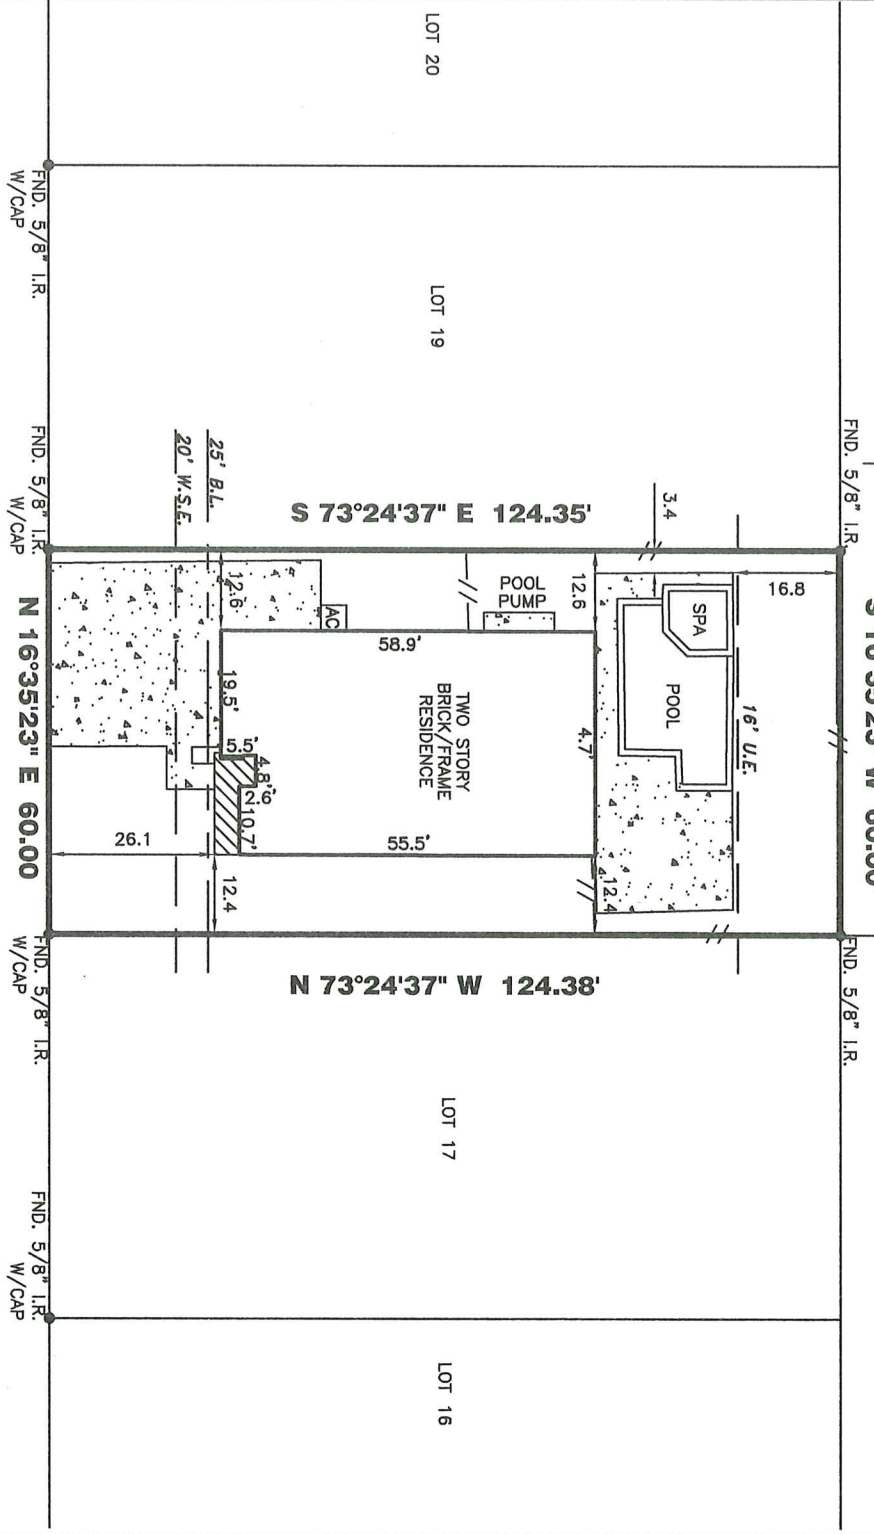 LOT 20
FND. 5/8" I.R.
W/CAP
LOT 19
FND. 5/8" I.R.
W/CAP
FND. 5/8" I.R.
25' B.L.
20' W.S.E.
S 73°24'37" E 124.35'
3.4
16.8
12.6
AC
POOL
PUMP
12.6
SPA
POOL
16' U.E.
58.9'
19.5'
5.5'
4.8'
2.6'
10.7'
TWO STORY
BRICK/FRAME
RESIDENCE
4.7'
55.5'
26.1
12.4
12.4
N 16°35'23" E 60.00
N 73°24'37" W 124.38'
FND. 5/8" I.R.
W/CAP
FND. 5/8" I.R.
LOT 17
FND. 5/8" I.R.
W/CAP
LOT 16